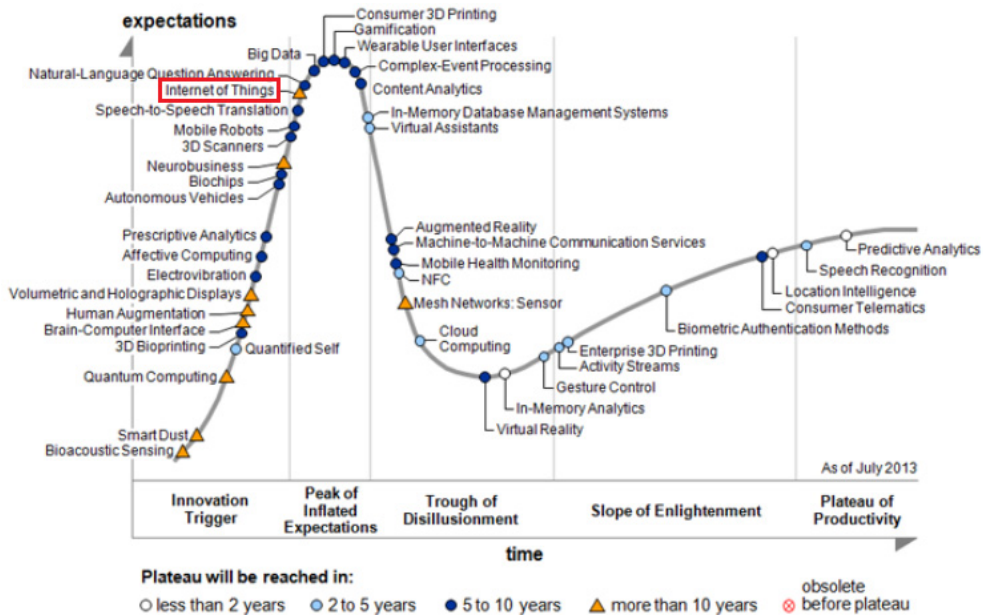 expectations
Consumer 3D Printing
Gamification
Wearable User Interfaces
Big Data
Complex-Event Processing
Natural-Language Question Answering
Content Analytics
Internet of Things
Speech-to-Speech Translation
In-Memory Database Management Systems
Mobile Robots
Virtual Assistants
3D Scanners
Neurobusiness
Biochips
Autonomous Vehicles
Augmented Reality
Prescriptive Analytics
Machine-to-Machine Communication Services
Predictive Analytics
Affective Computing
Mobile Health Monitoring
Speech Recognition
Electrovibration
NFC
Location Intelligence
Volumetric and Holographic Displays
Mesh Networks: Sensor
Consumer Telematics
Human Augmentation
Brain-Computer Interface
Biometric Authentication Methods
3D Bioprinting
Cloud
Computing
Quantified Self
Enterprise 3D Printing
Activity Streams
Quantum Computing
Gesture Control
In-Memory Analytics
Virtual Reality
Smart Dust
Bioacoustic Sensing
As of July 2013
Innovation
Trigger
Peak of
Inflated
Expectations
Trough of
Disillusionment
Slope of Enlightenment
Plateau of
Productivity
time
Plateau will be reached in:
less than 2 years
2 to 5 years
5 to 10 years
more than 10 years
obsolete
before plateau